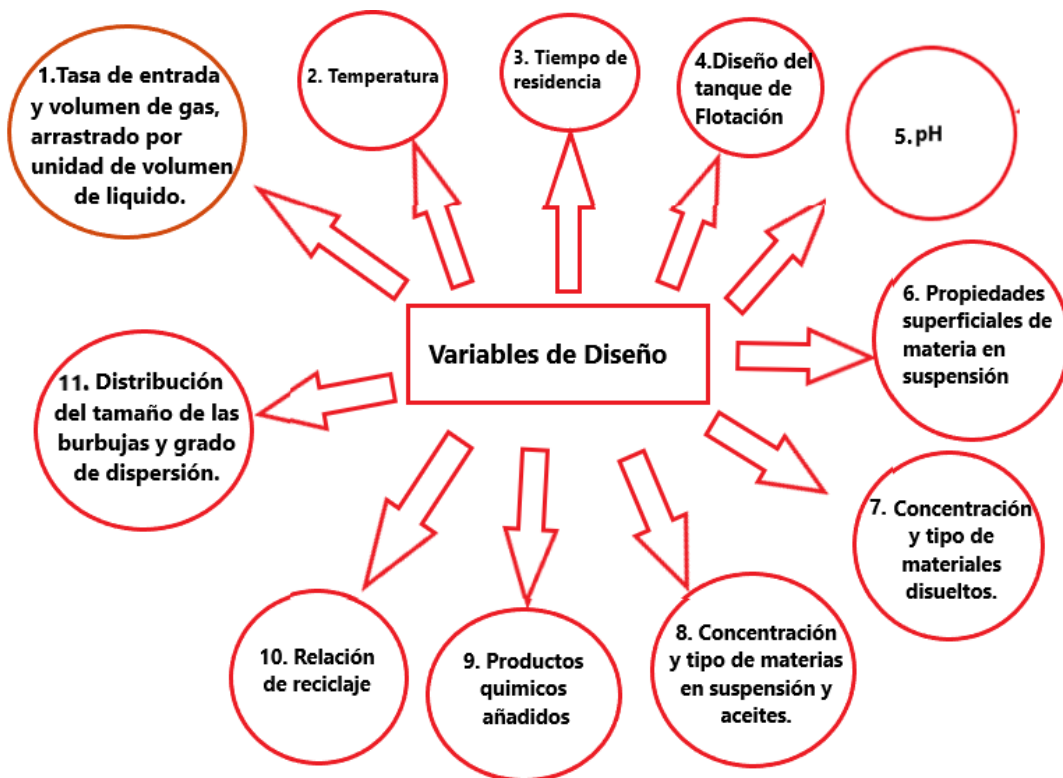 1.Tasa de entrada
y volumen de gas,
arrastrado por
unidad de volumen
de liquido.
2. Temperatura
3. Tiempo de
residencia
4.Diseño del
tanque de
Flotación
5. pH
Variables de Diseño
6. Propiedades
superficiales de
materia en
suspensión
11. Distribución
del tamaño de las
burbujas y grado
de dispersión.
7. Concentración
y tipo de
materiales
disueltos.
10. Relación
de reciclaje
9. Productos
quimicos
añadidos
8. Concentración
y tipo de materias
en suspensión y
aceites.